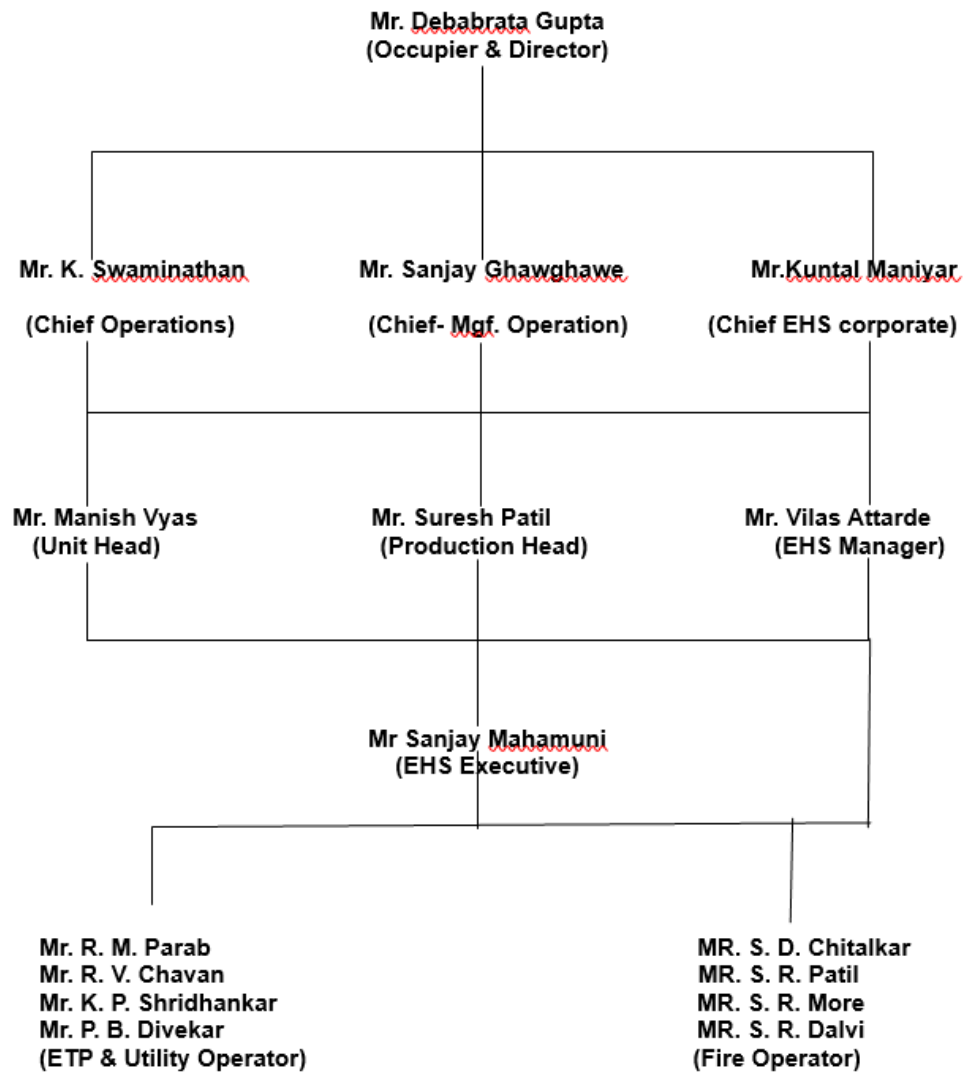 Mr. Debabrata Gupta
(Occupier & Director)
Mr. K. Swaminathan
(Chief Operations)
Mr. Sanjay Ghawghawe
(Chief- Mgf. Operation)
Mr.Kuntal Maniyar
(Chief EHS corporate)
Mr. Manish Vyas
(Unit Head)
Mr. Suresh Patil
(Production Head)
Mr. Vilas Attarde
(EHS Manager)
Mr Sanjay Mahamuni
(EHS Executive)
Mr. R. M. Parab
Mr. R. V. Chavan
Mr. K. P. Shridhankar
Mr. P. B. Divekar
(ETP & Utility Operator)
MR. S. D. Chitalkar
MR. S. R. Patil
MR. S. R. More
MR. S. R. Dalvi
(Fire Operator)